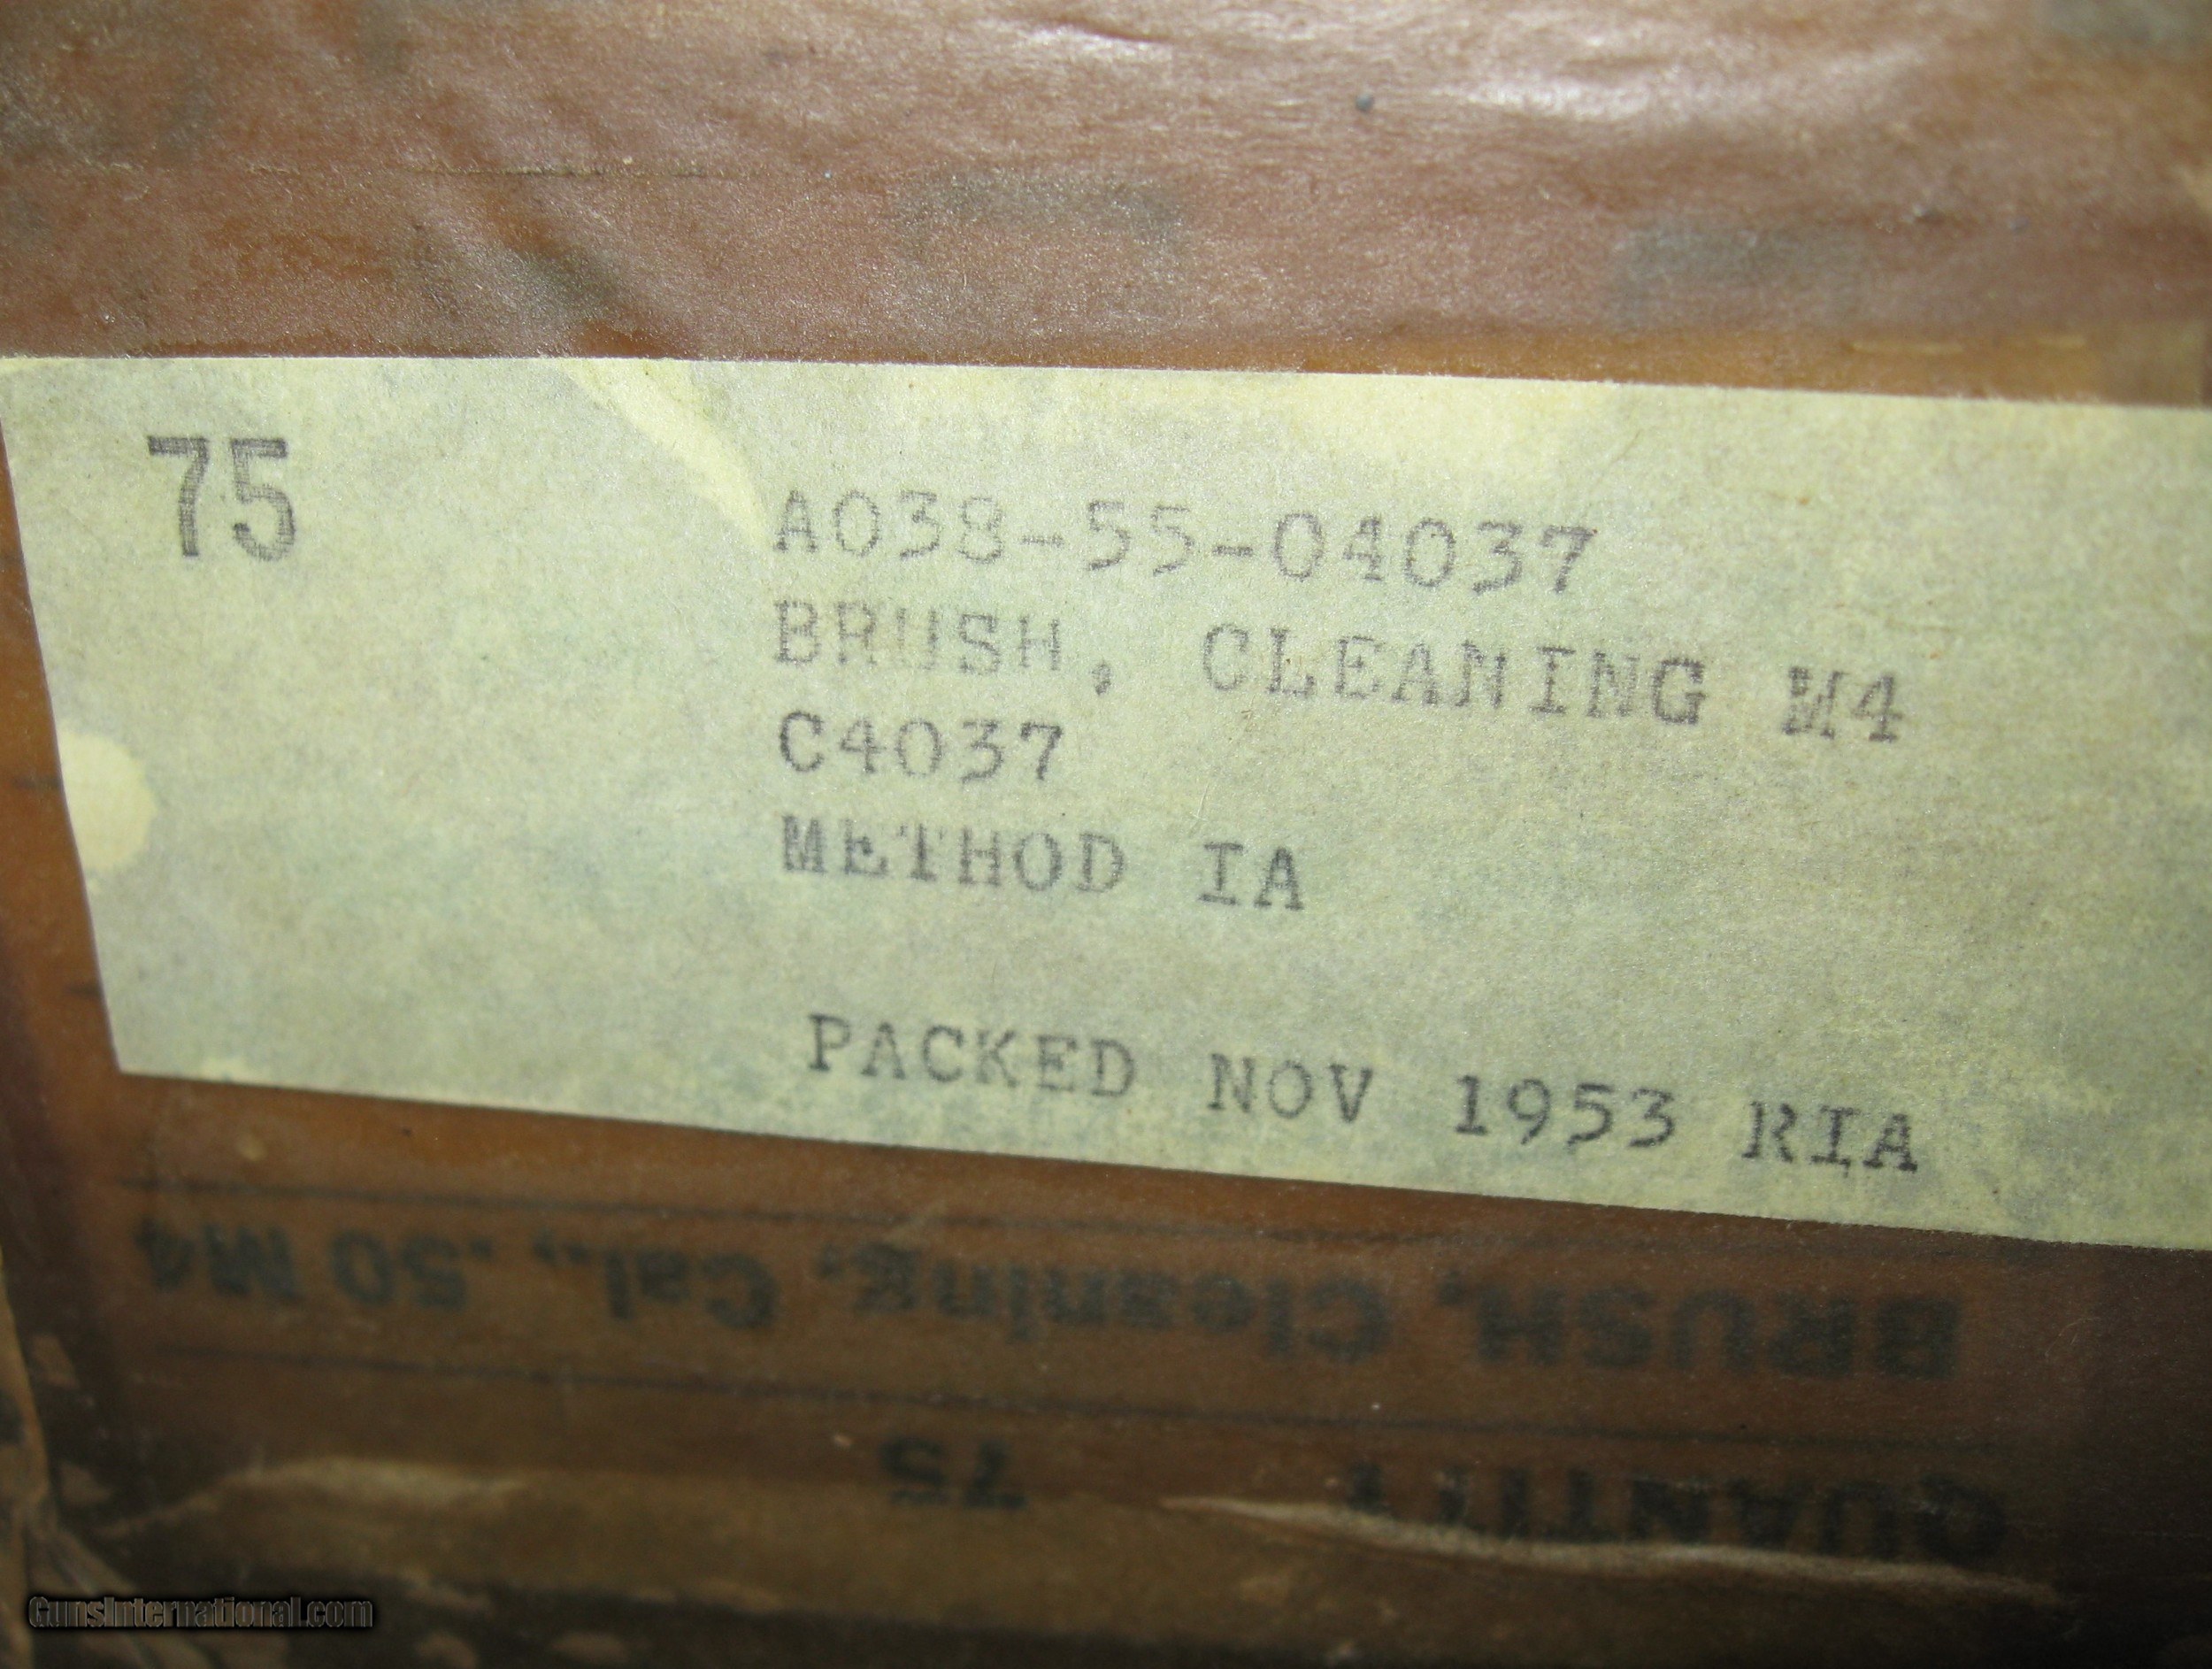 75
A038-55-04037
BRUSH, CLEANING M4
C4037
METHOD IA
PACKED NOV 1953 RIA
BRUSH, Cleaning, Cal., .50 M4
QUANTITY 75
GunsInternational.com